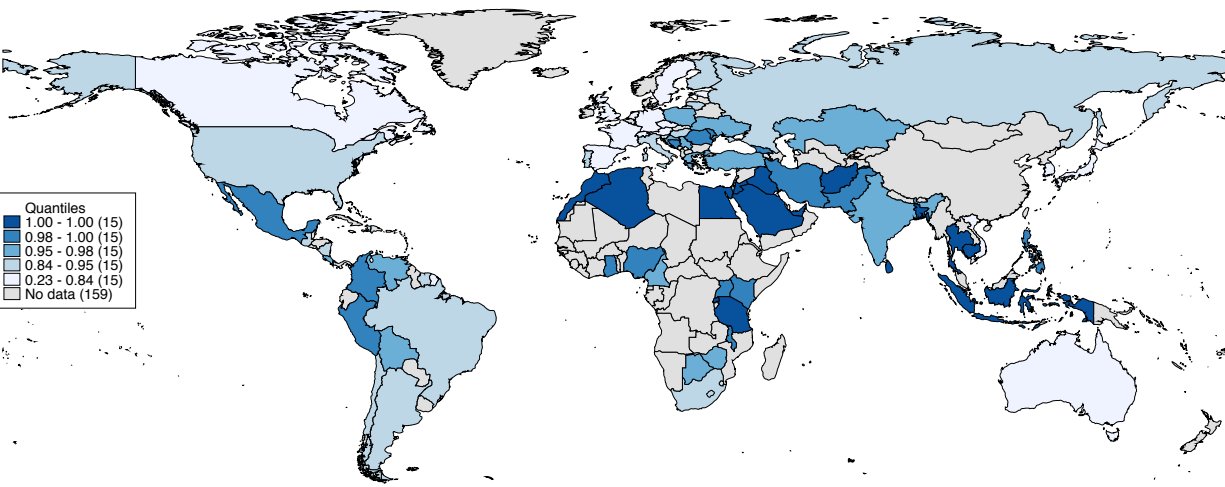 Quantiles
1.00 - 1.00 (15)
0.98 - 1.00 (15)
0.95 - 0.98 (15)
0.84 - 0.95 (15)
0.23 - 0.84 (15)
No data (159)